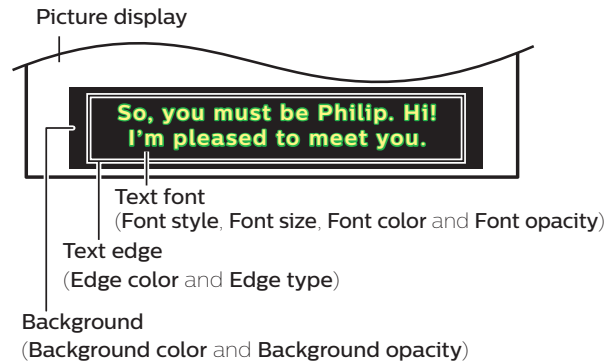 Picture display
So, you must be Philip. Hi!
I'm pleased to meet you.
Text font
(Font style, Font size, Font color and Font opacity)
Text edge
(Edge color and Edge type)
Background
(Background color and Background opacity)